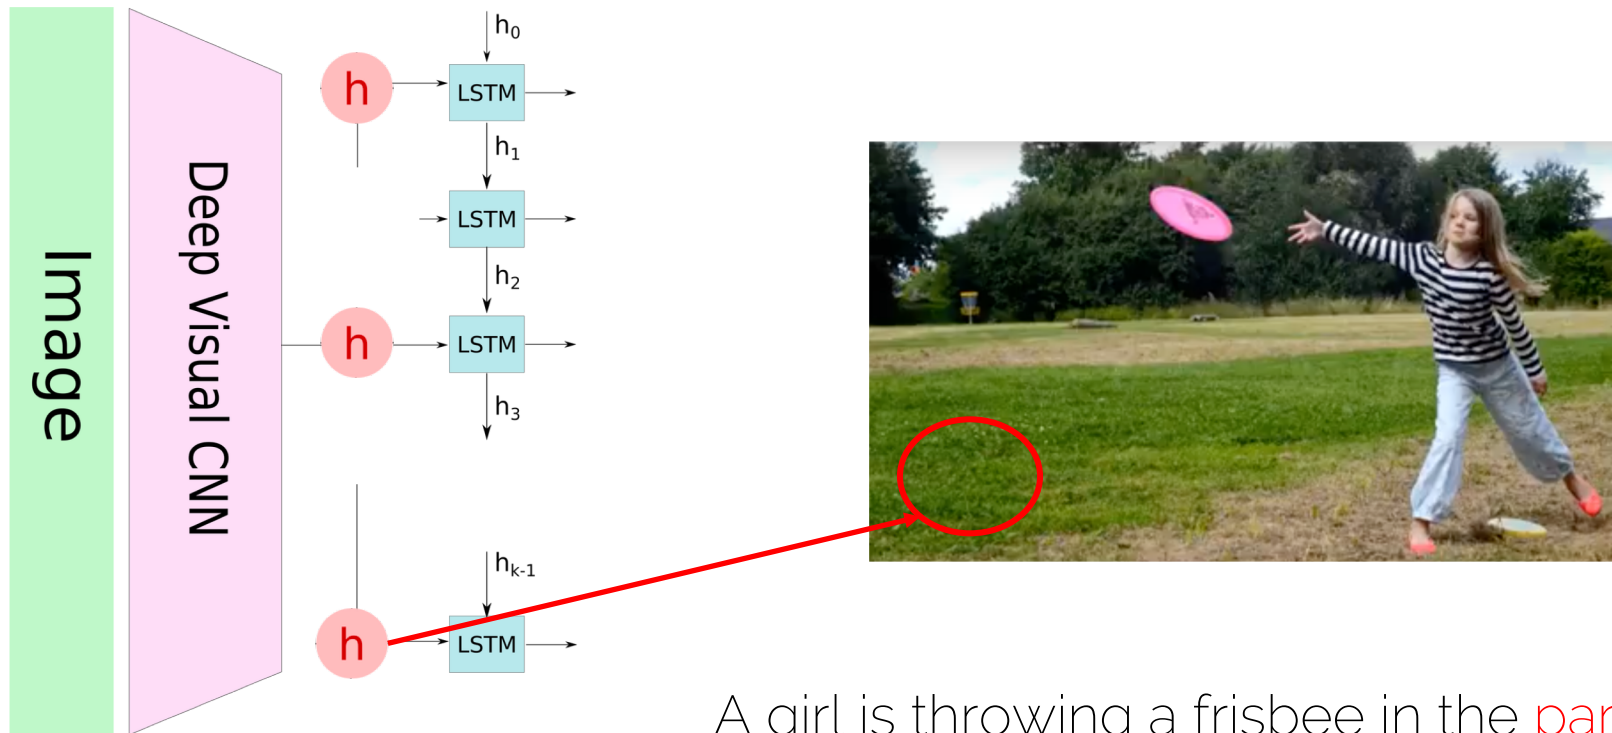 Image
Deep Visual CNN
h
h₀
LSTM
h₁
LSTM
h₂
h
LSTM
h₃
hₖ₋₁
h
LSTM
A girl is throwing a frisbee in the